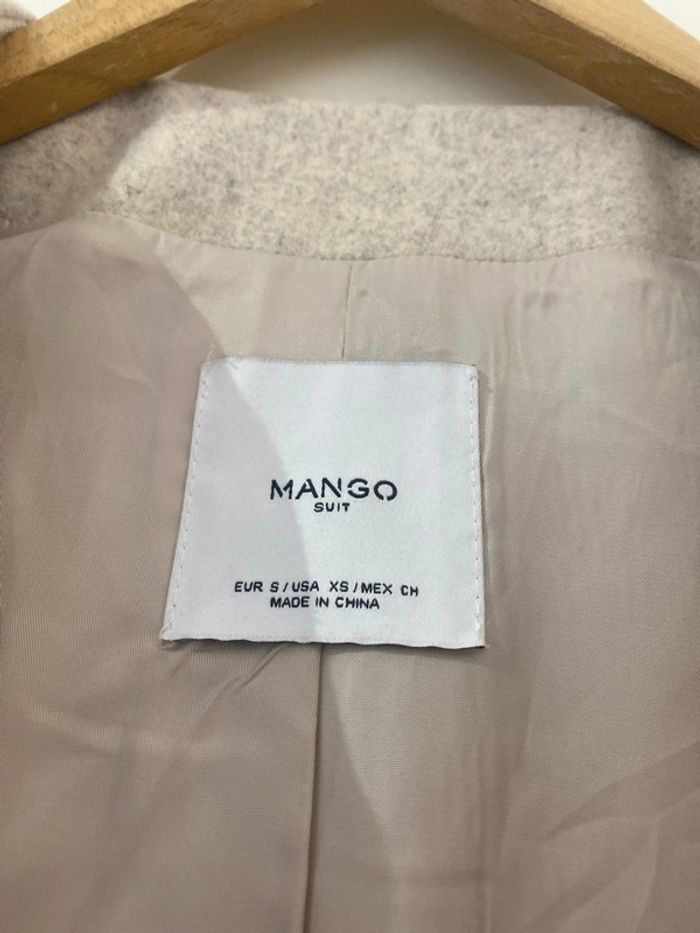 MANGO
SUIT
EUR S / USA XS / MEX CH
MADE IN CHINA